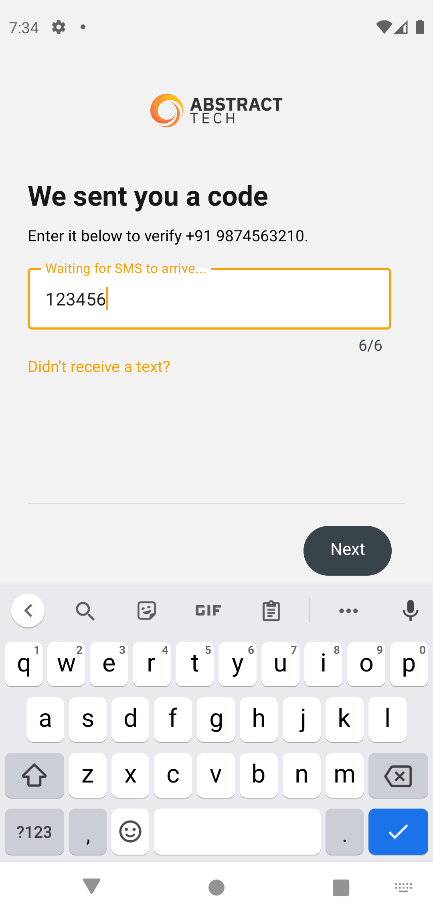 7:34
ABSTRACT
TECH
We sent you a code
Enter it below to verify +91 9874563210.
Waiting for SMS to arrive...
123456
6/6
Didn't receive a text?
Next
GIF
q1 w2 e3 r4 t5 y6 u7 i8 o9 p0
a s d f g h j k l
z x c v b n m
?123 , .